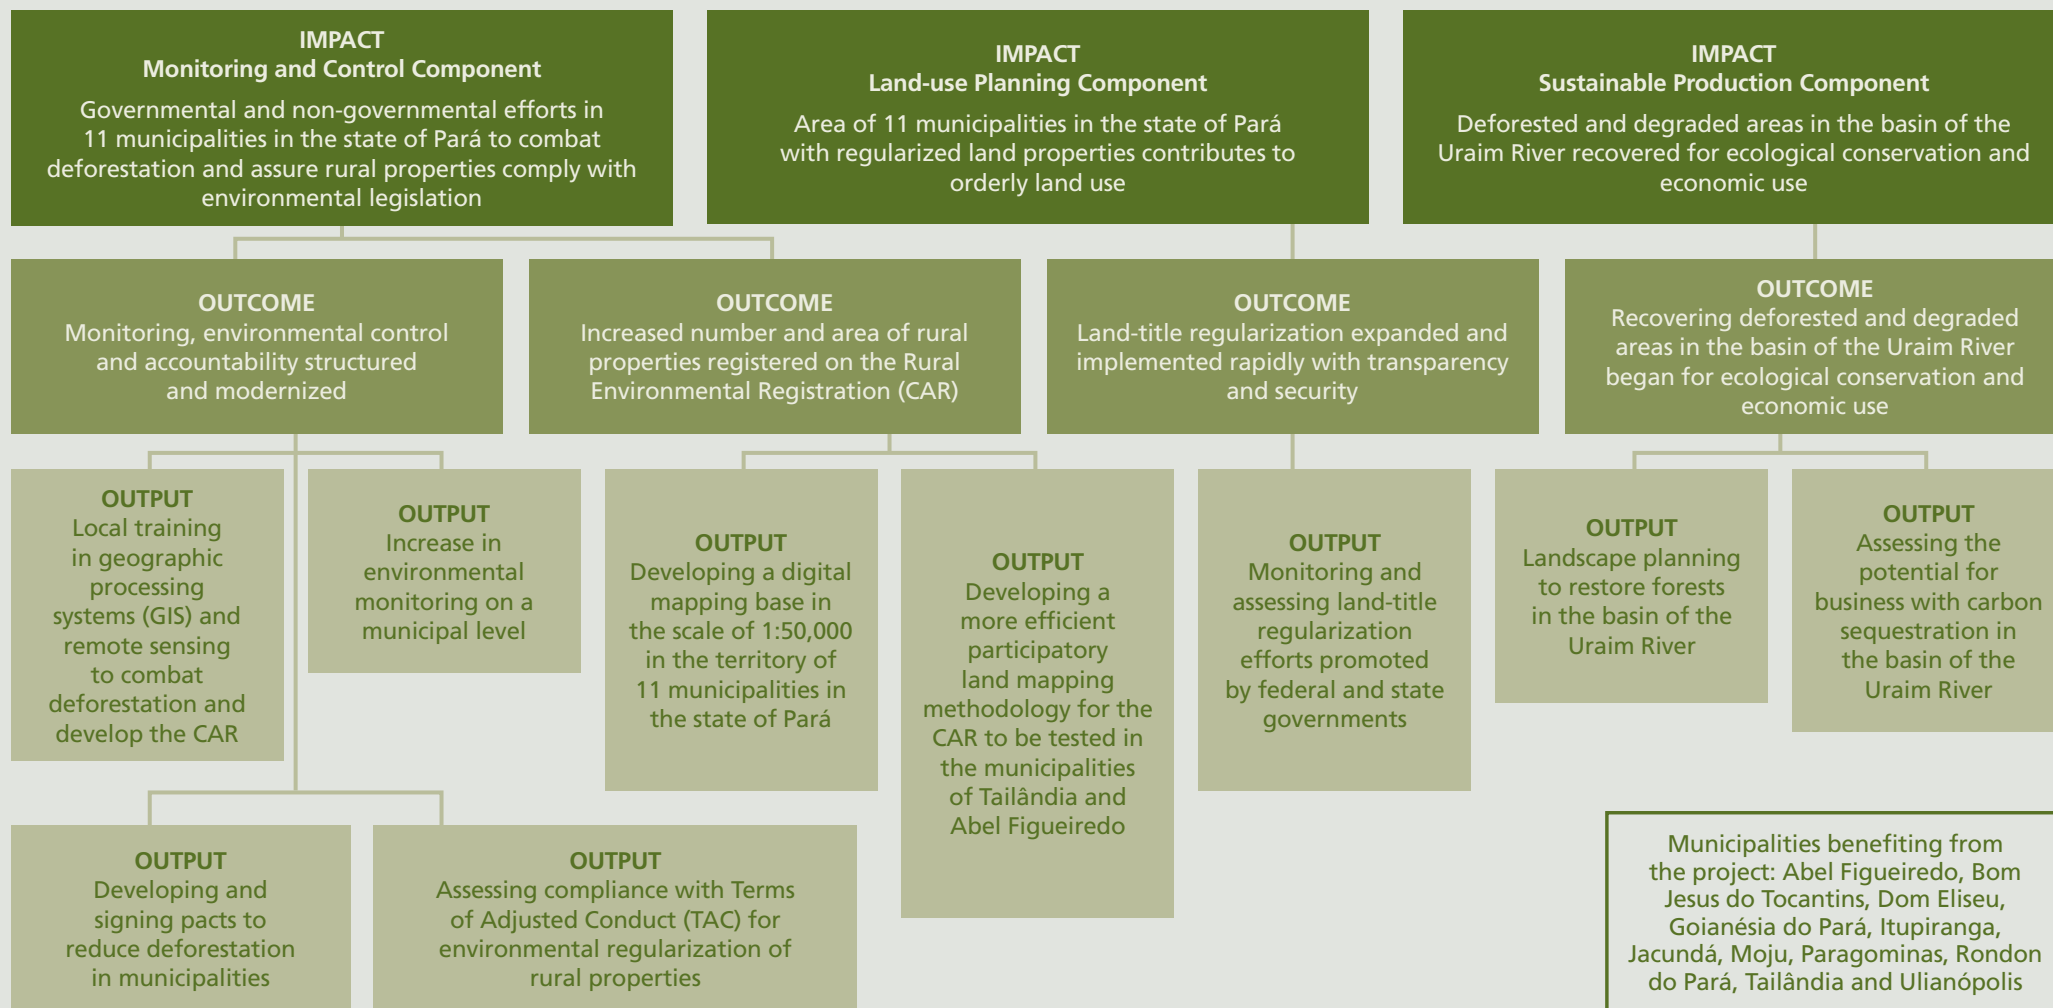 IMPACT
Monitoring and Control Component
Governmental and non-governmental efforts in
11 municipalities in the state of Pará to combat
deforestation and assure rural properties comply with
environmental legislation
IMPACT
Land-use Planning Component
Area of 11 municipalities in the state of Pará
with regularized land properties contributes to
orderly land use
IMPACT
Sustainable Production Component
Deforested and degraded areas in the basin of the
Uraim River recovered for ecological conservation and
economic use
OUTCOME
Monitoring, environmental control
and accountability structured
and modernized
OUTCOME
Increased number and area of rural
properties registered on the Rural
Environmental Registration (CAR)
OUTCOME
Land-title regularization expanded and
implemented rapidly with transparency
and security
OUTCOME
Recovering deforested and degraded
areas in the basin of the Uraim River
began for ecological conservation and
economic use
OUTPUT
Local training
in geographic
processing
systems (GIS) and
remote sensing
to combat
deforestation and
develop the CAR
OUTPUT
Increase in
environmental
monitoring on a
municipal level
OUTPUT
Developing a digital
mapping base in
the scale of 1:50,000
in the territory of
11 municipalities in
the state of Pará
OUTPUT
Developing a
more efficient
participatory
land mapping
methodology for the
CAR to be tested in
the municipalities
of Tailândia and
Abel Figueiredo
OUTPUT
Monitoring and
assessing land-title
regularization
efforts promoted
by federal and state
governments
OUTPUT
Landscape planning
to restore forests
in the basin of the
Uraim River
OUTPUT
Assessing the
potential for
business with carbon
sequestration in
the basin of the
Uraim River
OUTPUT
Developing and
signing pacts to
reduce deforestation
in municipalities
OUTPUT
Assessing compliance with Terms
of Adjusted Conduct (TAC) for
environmental regularization of
rural properties
Municipalities benefiting from
the project: Abel Figueiredo, Bom
Jesus do Tocantins, Dom Eliseu,
Goianésia do Pará, Itupiranga,
Jacundá, Moju, Paragominas, Rondon
do Pará, Tailândia and Ulianópolis